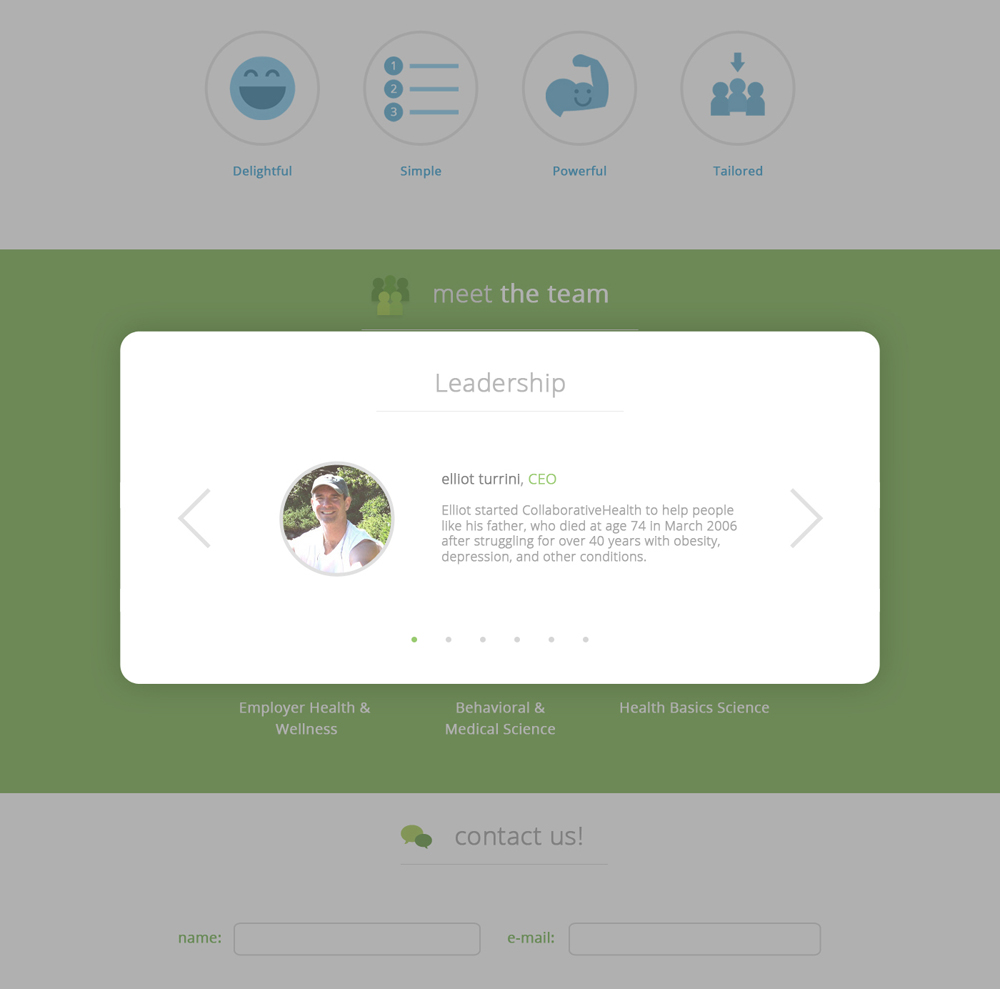 1
2
3
Delightful Simple Powerful Tailored
meet the team
Leadership
elliot turrini, CEO
Elliot started CollaborativeHealth to help people
like his father, who died at age 74 in March 2006
after struggling for over 40 years with obesity,
depression, and other conditions.
Employer Health &
Wellness
Behavioral &
Medical Science
Health Basics Science
contact us!
name:
e-mail: